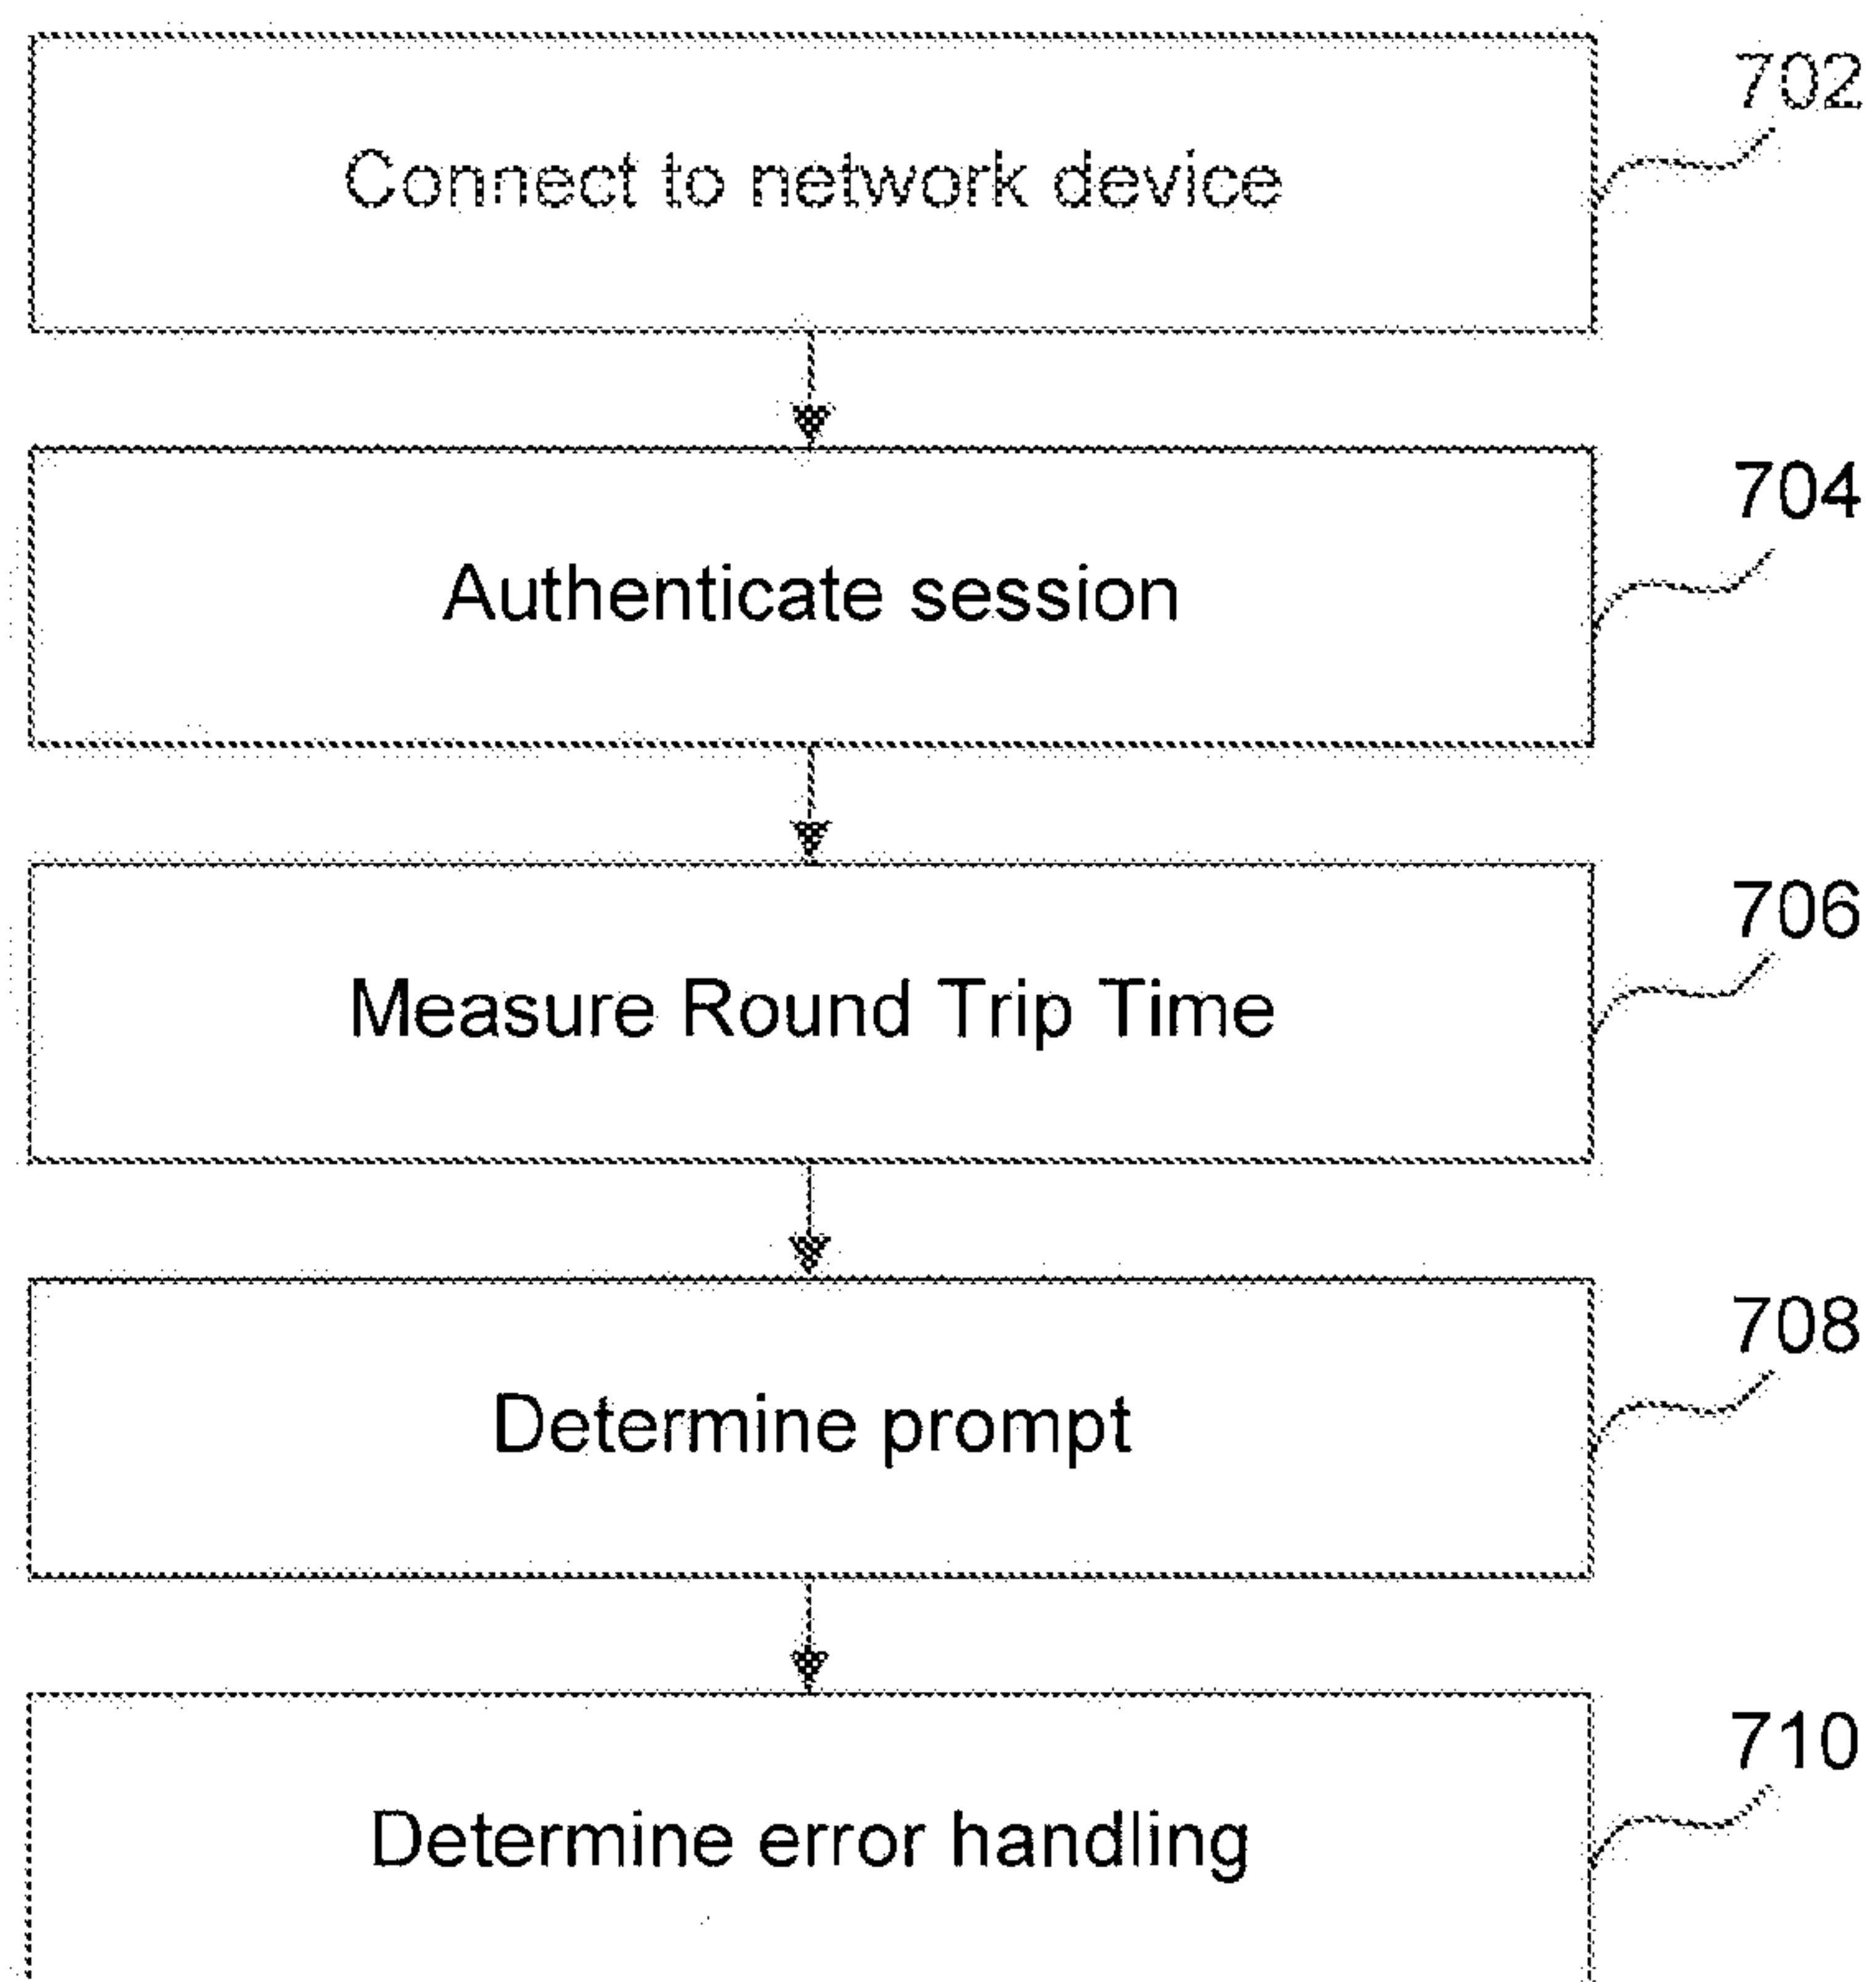 702
Connect to network device
704
Authenticate session
706
Measure Round Trip Time
708
Determine prompt
710
Determine error handling